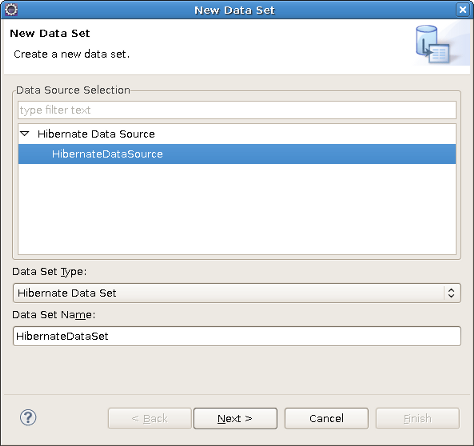 New Data Set
New Data Set
Create a new data set.
Data Source Selection
type filter text
Hibernate Data Source
HibernateDataSource
Data Set Type:
Hibernate Data Set
Data Set Name:
HibernateDataSet
?
< Back
Next >
Cancel
Finish